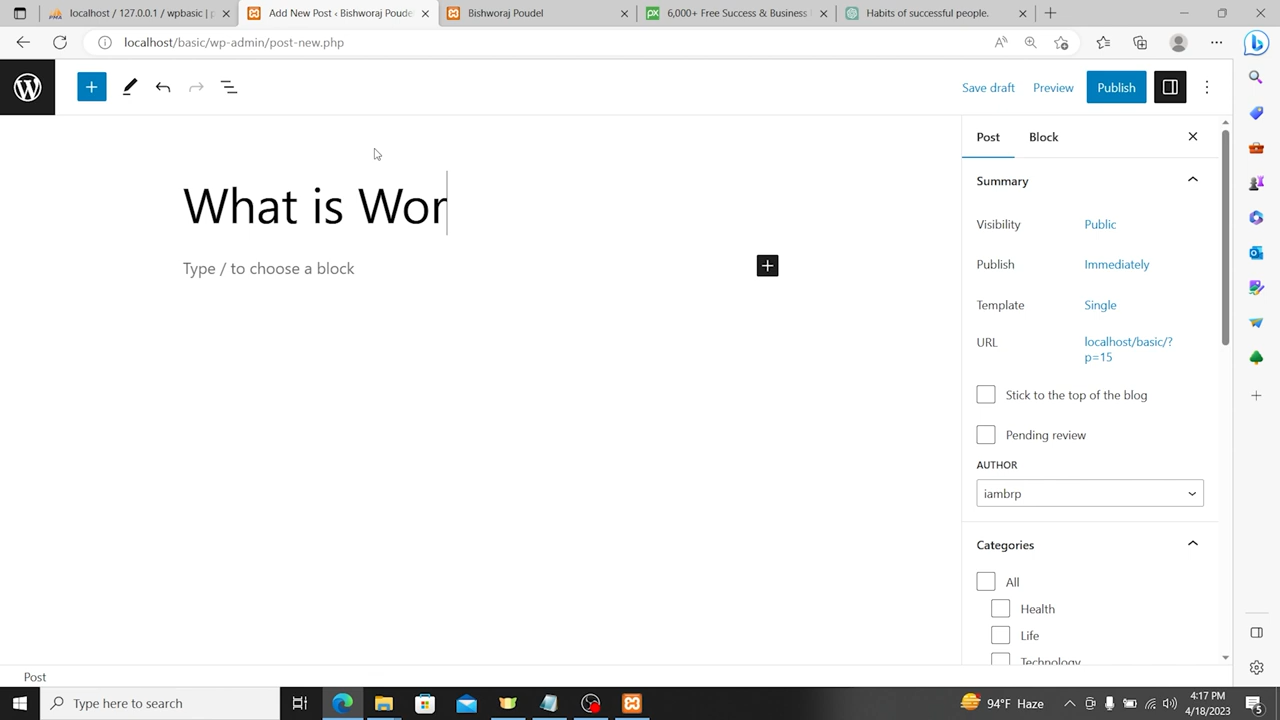 localhost / 127.0.0.1 / wpbasic | p
Add New Post ‹ Bishworaj Poude
Bishworaj Poudel
6,000+ Free Success & Business
Habits of successful people.
localhost/basic/wp-admin/post-new.php
Save draft
Preview
Publish
Post
Block
What is Wor
Type / to choose a block
Summary
Visibility
Public
Publish
Immediately
Template
Single
URL
localhost/basic/?
p=15
Stick to the top of the blog
Pending review
AUTHOR
iambrp
Categories
All
Health
Life
Technology
Post
Type here to search
94°F Haze
4:17 PM
4/18/2023
5